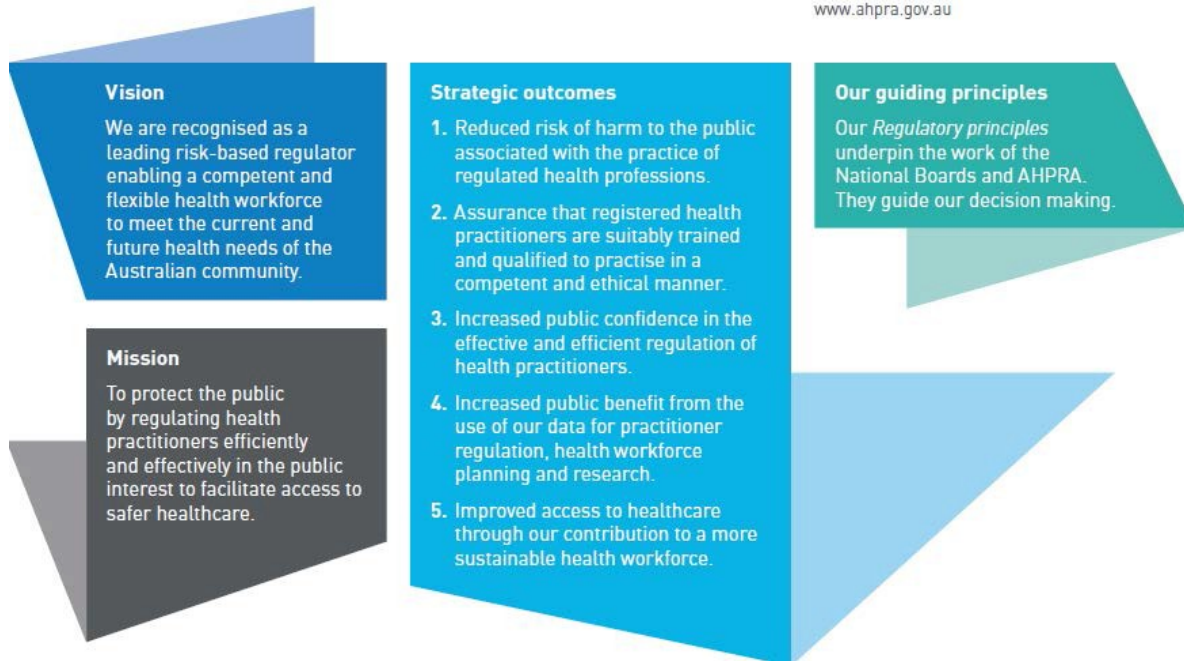 www.ahpra.gov.au
Vision
We are recognised as a
leading risk-based regulator
enabling a competent and
flexible health workforce
to meet the current and
future health needs of the
Australian community.
Mission
To protect the public
by regulating health
practitioners efficiently
and effectively in the public
interest to facilitate access to
safer healthcare.
Strategic outcomes
1. Reduced risk of harm to the public
associated with the practice of
regulated health professions.
2. Assurance that registered health
practitioners are suitably trained
and qualified to practise in a
competent and ethical manner.
3. Increased public confidence in the
effective and efficient regulation of
health practitioners.
4. Increased public benefit from the
use of our data for practitioner
regulation, health workforce
planning and research.
5. Improved access to healthcare
through our contribution to a more
sustainable health workforce.
Our guiding principles
Our Regulatory principles
underpin the work of the
National Boards and AHPRA.
They guide our decision making.